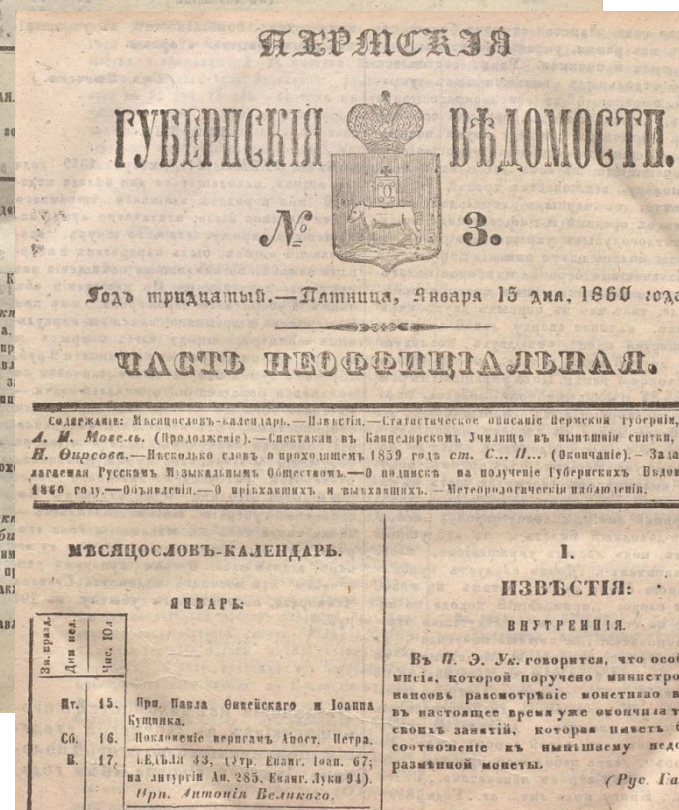 ПЕРМСКІЯ
ГУБЕРНСКІЯ ВѢДОМОСТИ.
№ 3.
Годъ тридцатый.—Пятница, Января 15 дня, 1860 года
ЧАСТЬ НЕОФФИЦІАЛЬНАЯ.
Содержаніе: Мѣсяцословъ-календарь.—Извѣстія.—Статистическое описаніе Пермской губерніи,
А. И. Мовель. (Продолженіе).—Спектакли въ Канцелярскомъ Училищѣ въ нынѣшнія святки,
Н. Ѳирсова.—Нѣсколько словъ о проходящемъ 1859 годѣ ст. С... П... (Окончаніе).—Зада
лагаемая Русскимъ Музыкальнымъ Обществомъ.—О подпискѣ на полученіе Губернскихъ Вѣдом
1860 году.—Объявленія.—О пріѣхавшихъ и выѣхавшихъ.—Метеорологическія наблюденія.
МѢСЯЦОСЛОВЪ-КАЛЕНДАРЬ.
ЯНВАРЬ:
Зн. празд.
Дни нед.
Чис. Юл
Пт. 15. Прп. Павла Ѳивейскаго и Іоанна
Кущника.
Сб. 16. Поклоненіе веригамъ Апост. Петра.
В. 17. НЕДѢЛЯ 33, (Утр. Еванг. Іоан. 67;
на литургіи Ап. 285, Еванг. Луки 94).
Прп. Антонія Великаго.
I.
ИЗВѢСТІЯ:
ВНУТРЕННІЯ.
Въ П. Э. Ук. говорится, что особ
мисія, которой поручено министро
нансовъ разсмотрѣніе монетнаго в
въ настоящее время уже окончила т
своихъ занятій, которая имѣетъ б
соотношеніе къ нынѣшнему недо
размѣнной монеты.
(Рус. Га